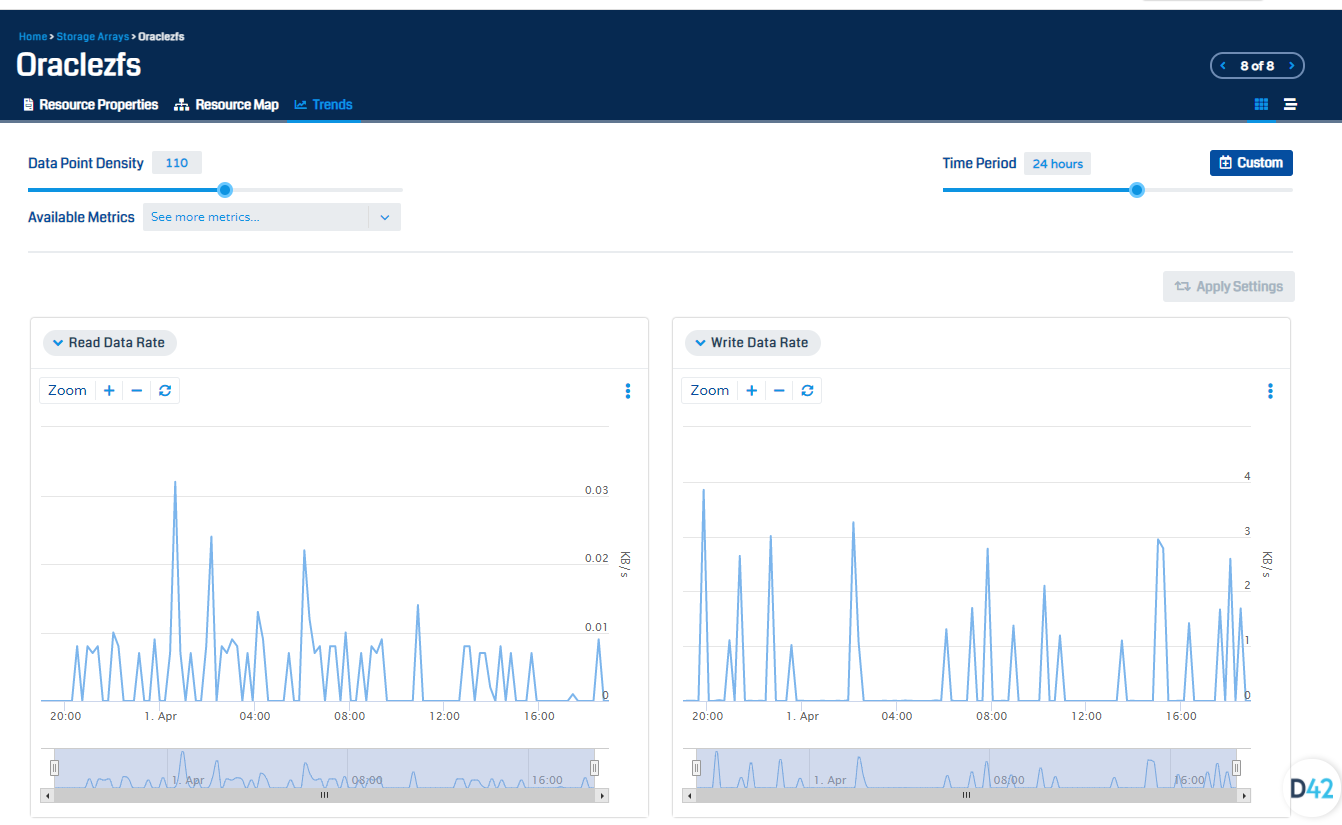 Home > Storage Arrays > Oraclezfs
Oraclezfs
8 of 8
Resource Properties Resource Map Trends
Data Point Density 110
Time Period 24 hours Custom
Available Metrics See more metrics...
Apply Settings
Read Data Rate
Zoom
0.03
0.02
0.01
0
KB/s
20:00 1. Apr 04:00 08:00 12:00 16:00
1. Apr 08:00 16:00
Write Data Rate
Zoom
4
3
2
1
0
KB/s
20:00 1. Apr 04:00 08:00 12:00 16:00
1. Apr 08:00 16:00
D42